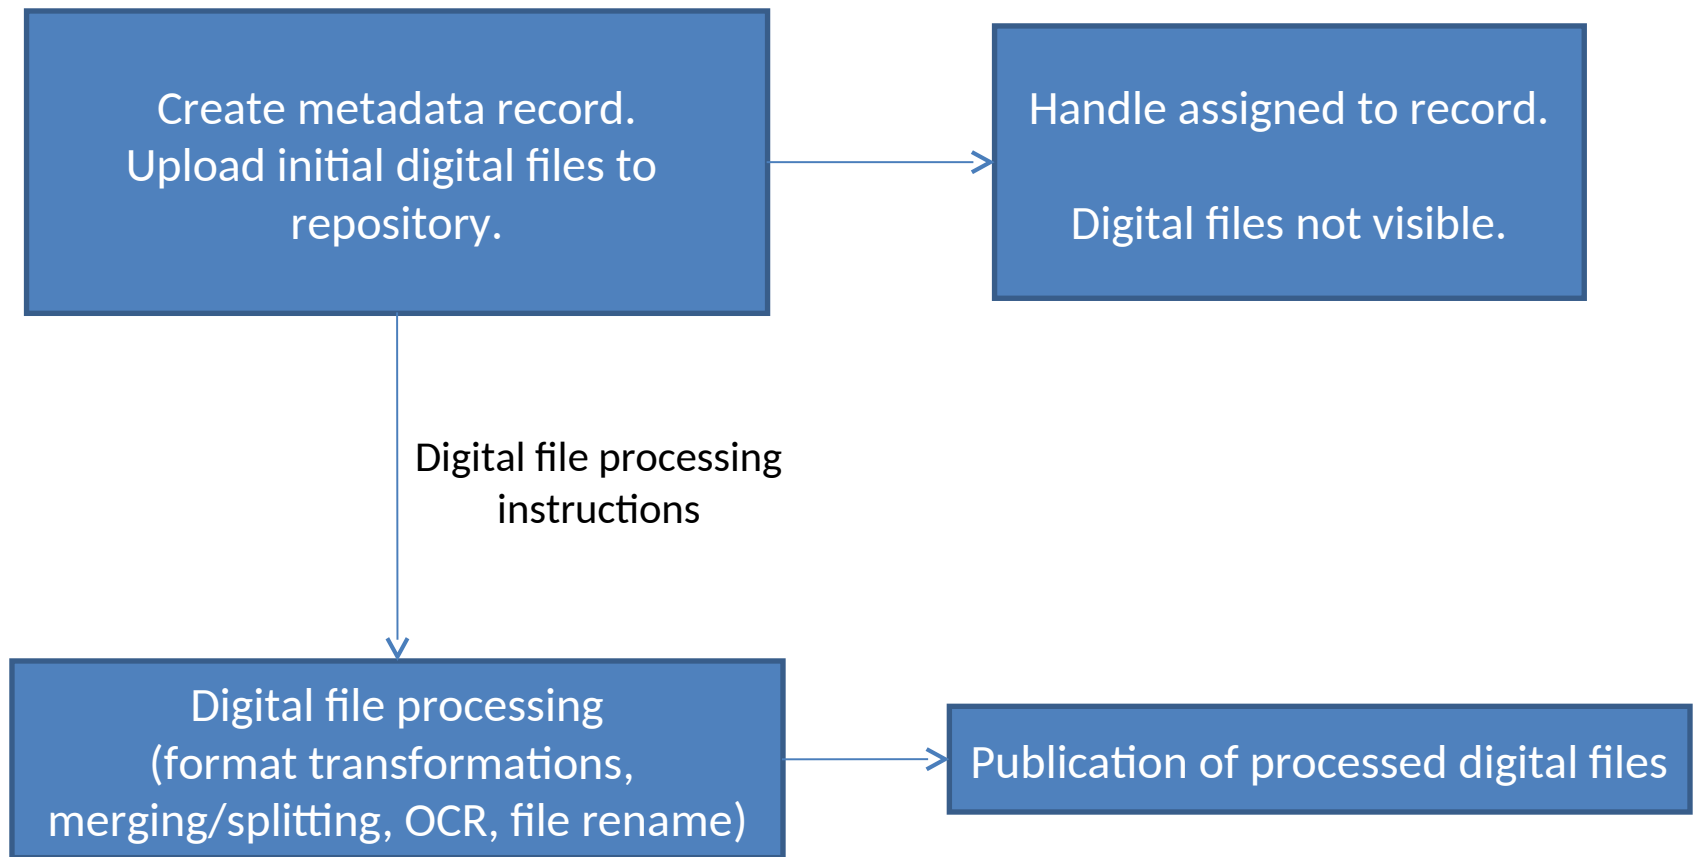 Create metadata record.
Upload initial digital files to
repository.
Handle assigned to record.
Digital files not visible.
Digital file processing
instructions
Digital file processing
(format transformations,
merging/splitting, OCR, file rename)
Publication of processed digital files